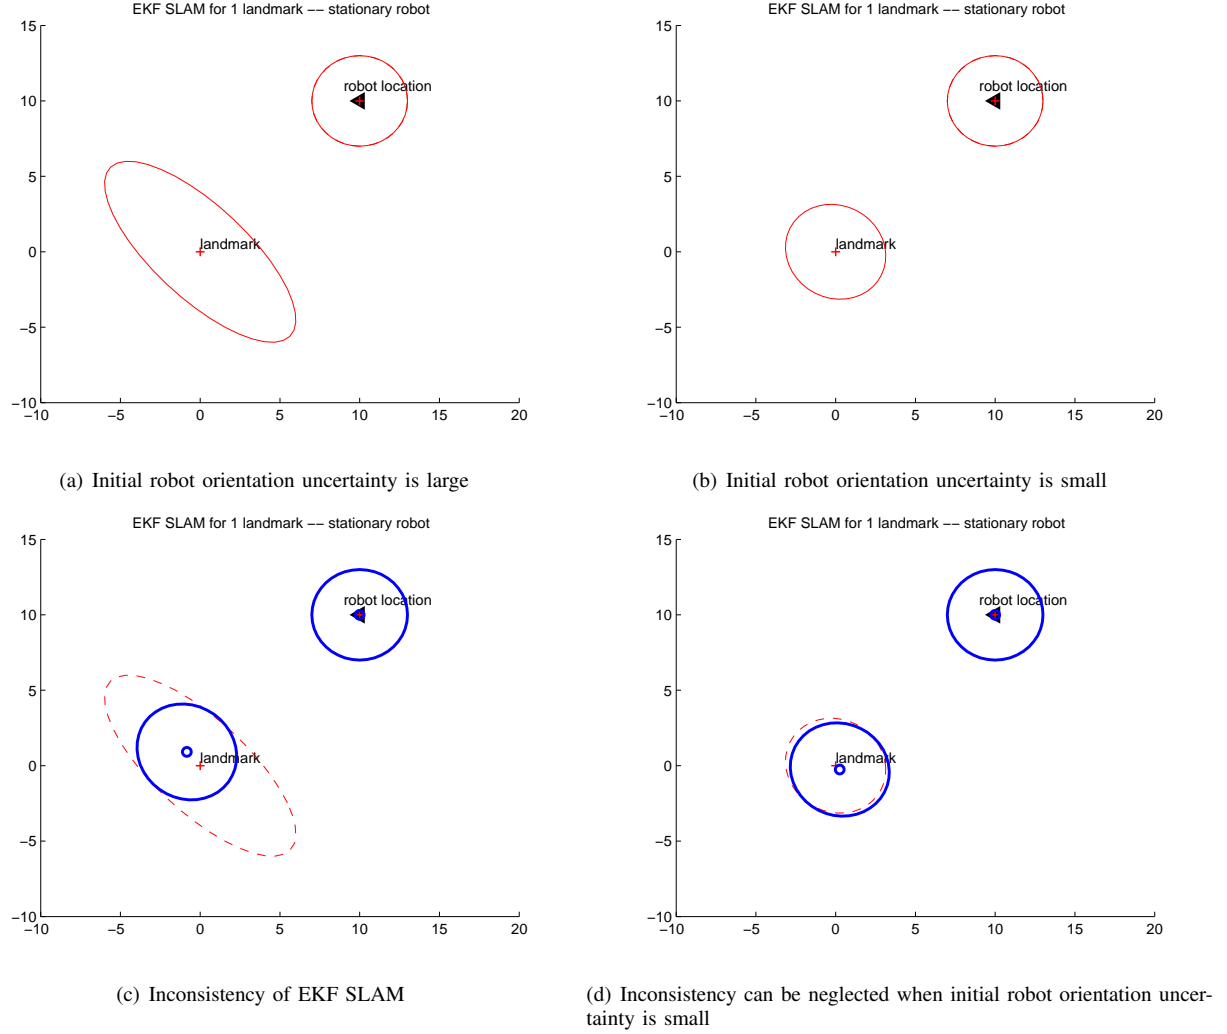 EKF SLAM for 1 landmark −− stationary robot
15
10
5
0
−5
−10
−10 −5 0 5 10 15 20
robot location
landmark
(a) Initial robot orientation uncertainty is large
EKF SLAM for 1 landmark −− stationary robot
15
10
5
0
−5
−10
−10 −5 0 5 10 15 20
robot location
landmark
(b) Initial robot orientation uncertainty is small
EKF SLAM for 1 landmark −− stationary robot
15
10
5
0
−5
−10
−10 −5 0 5 10 15 20
robot location
landmark
(c) Inconsistency of EKF SLAM
EKF SLAM for 1 landmark −− stationary robot
15
10
5
0
−5
−10
−10 −5 0 5 10 15 20
robot location
landmark
(d) Inconsistency can be neglected when initial robot orientation uncer-
tainty is small